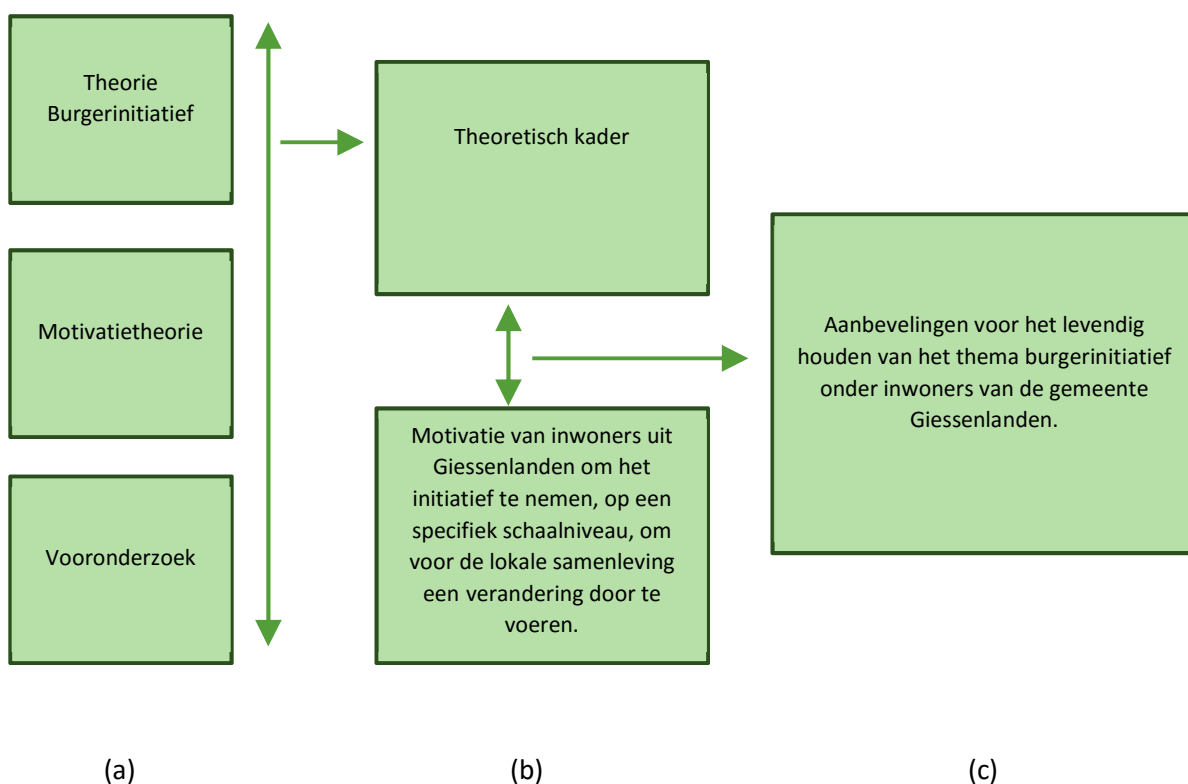 Theorie
Burgerinitiatief
Motivatietheorie
Vooronderzoek
Theoretisch kader
Motivatie van inwoners uit
Giessenlanden om het
initiatief te nemen, op een
specifiek schaalniveau, om
voor de lokale samenleving
een verandering door te
voeren.
Aanbevelingen voor het levendig
houden van het thema burgerinitiatief
onder inwoners van de gemeente
Giessenlanden.
(a)
(b)
(c)